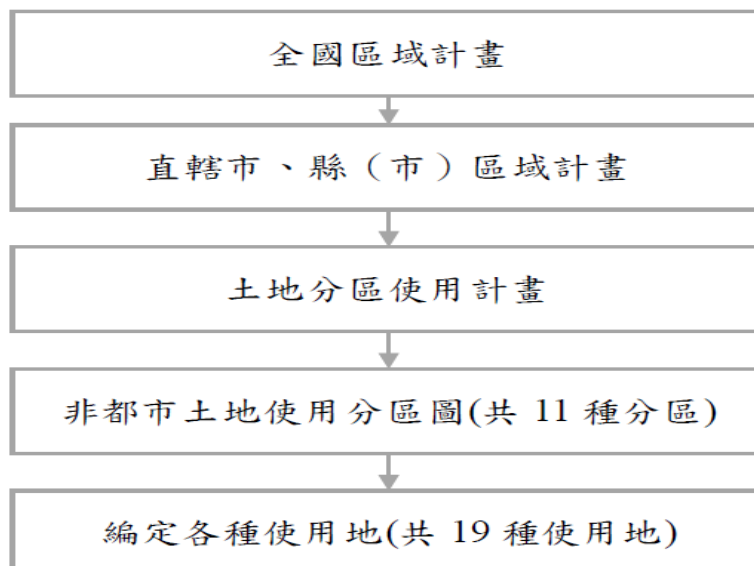 全國區域計畫
直轄市、縣（市）區域計畫
土地分區使用計畫
非都市土地使用分區圖(共 11 種分區)
編定各種使用地(共 19 種使用地)